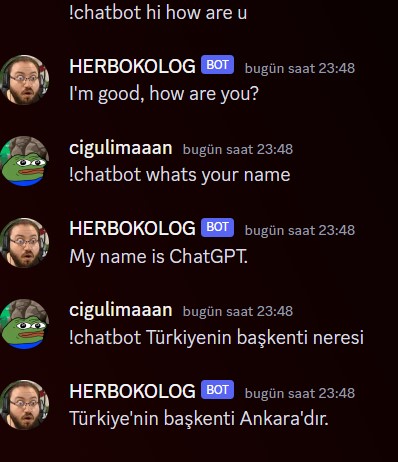 !chatbot hi how are u
HERBOKOLOG BOT bugün saat 23:48
I'm good, how are you?
cigulimaaan bugün saat 23:48
!chatbot whats your name
HERBOKOLOG BOT bugün saat 23:48
My name is ChatGPT.
cigulimaaan bugün saat 23:48
!chatbot Türkiyenin başkenti neresi
HERBOKOLOG BOT bugün saat 23:48
Türkiye'nin başkenti Ankara'dır.